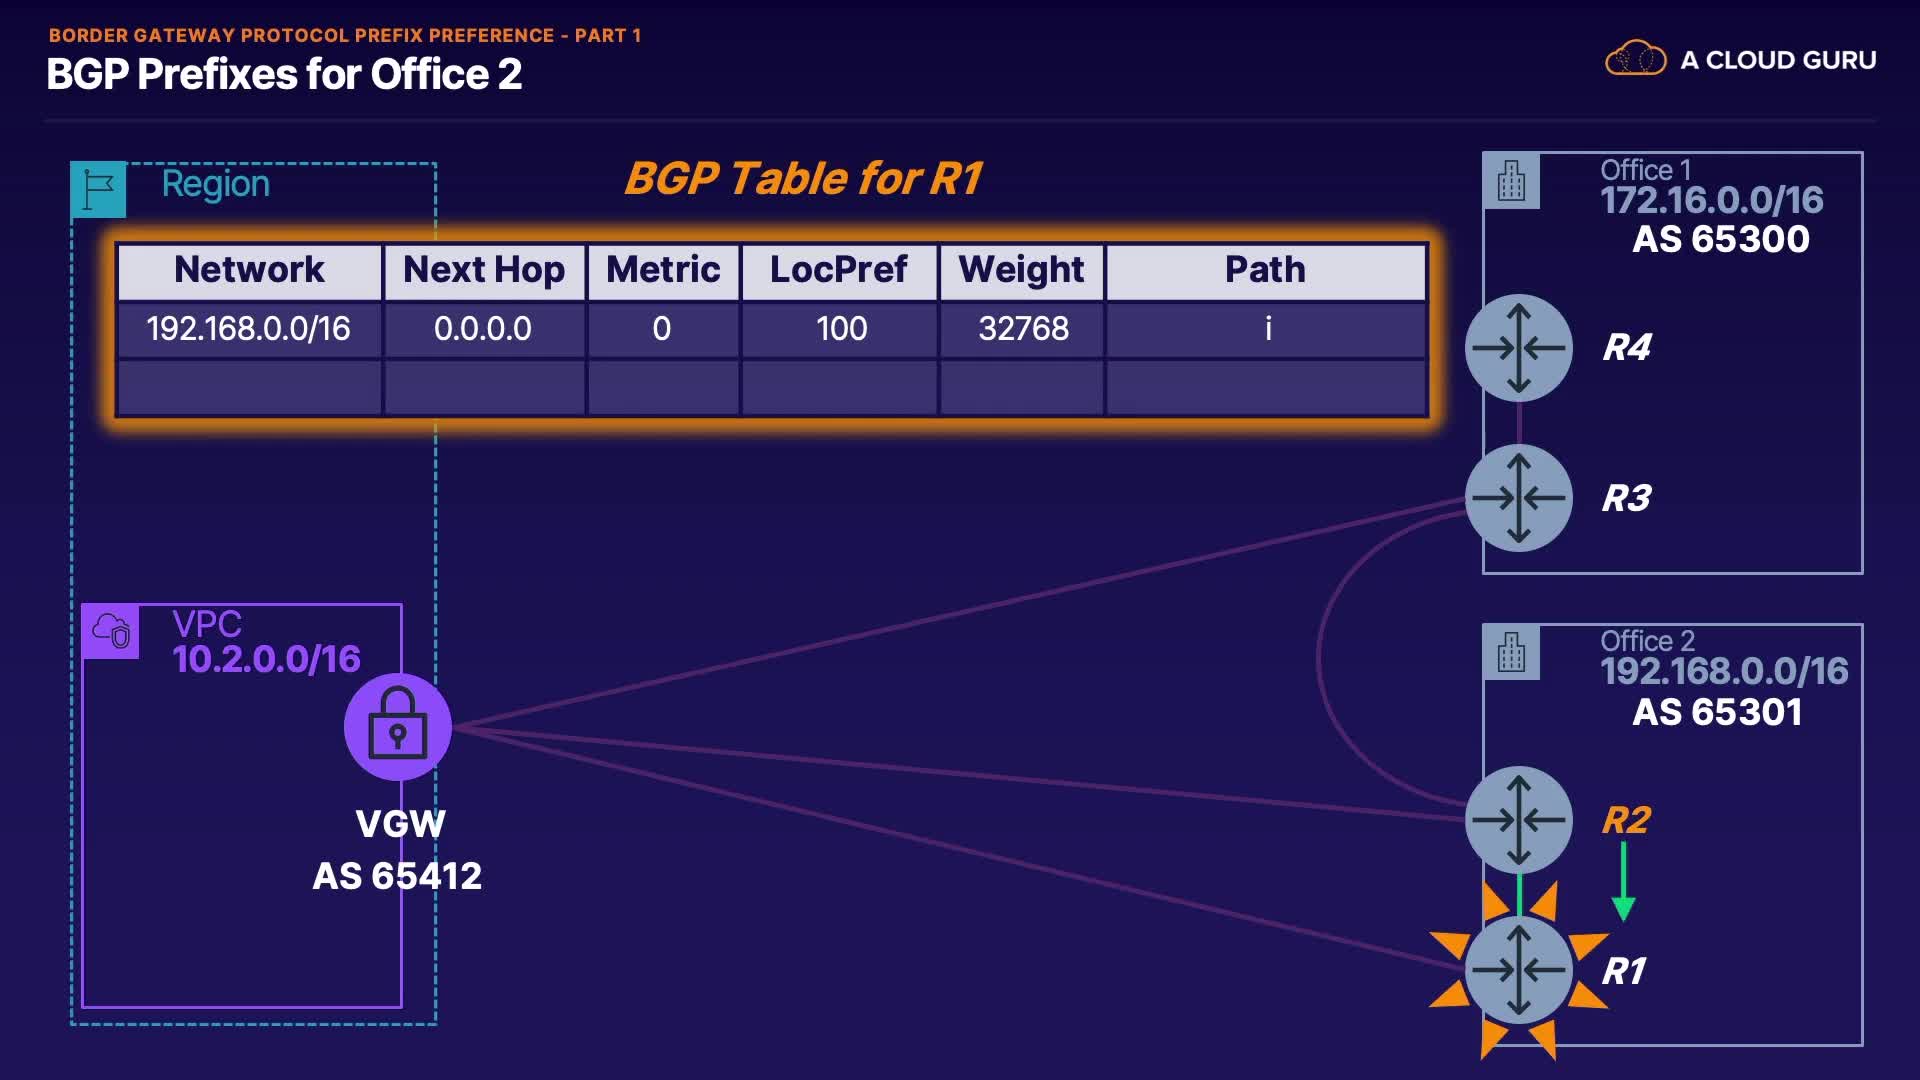 BORDER GATEWAY PROTOCOL PREFIX PREFERENCE - PART 1
BGP Prefixes for Office 2
A CLOUD GURU
Region
BGP Table for R1
Network Next Hop Metric LocPref Weight Path
192.168.0.0/16 0.0.0.0 0 100 32768 i
Office 1
172.16.0.0/16
AS 65300
R4
R3
VPC
10.2.0.0/16
VGW
AS 65412
Office 2
192.168.0.0/16
AS 65301
R2
R1